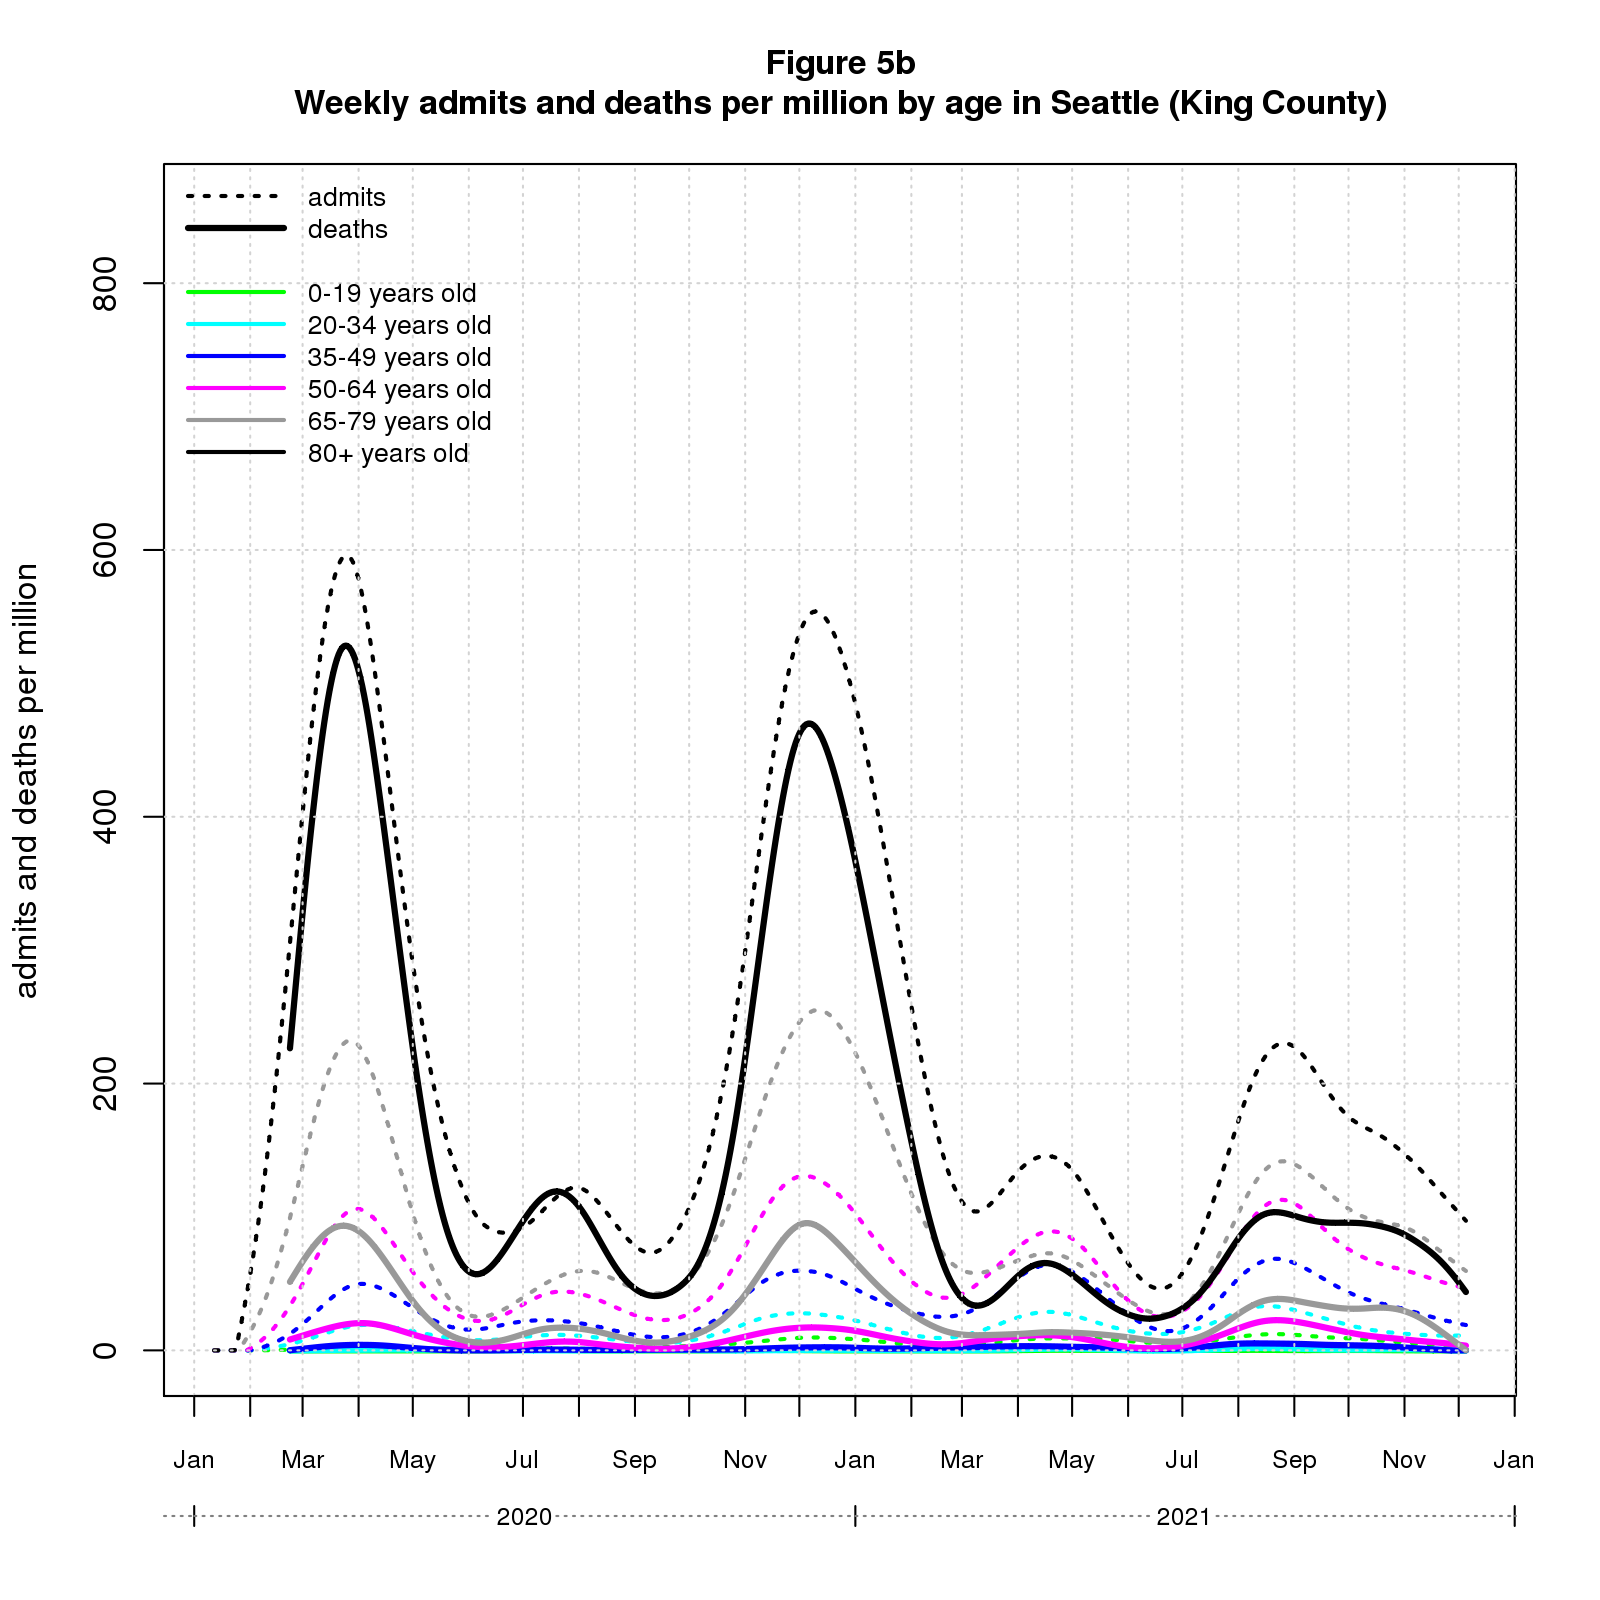 Figure 5b
Weekly admits and deaths per million by age in Seattle (King County)
admits
deaths
0-19 years old
20-34 years old
35-49 years old
50-64 years old
65-79 years old
80+ years old
admits and deaths per million
800
600
400
200
0
Jan Mar May Jul Sep Nov Jan Mar May Jul Sep Nov Jan
2020 2021